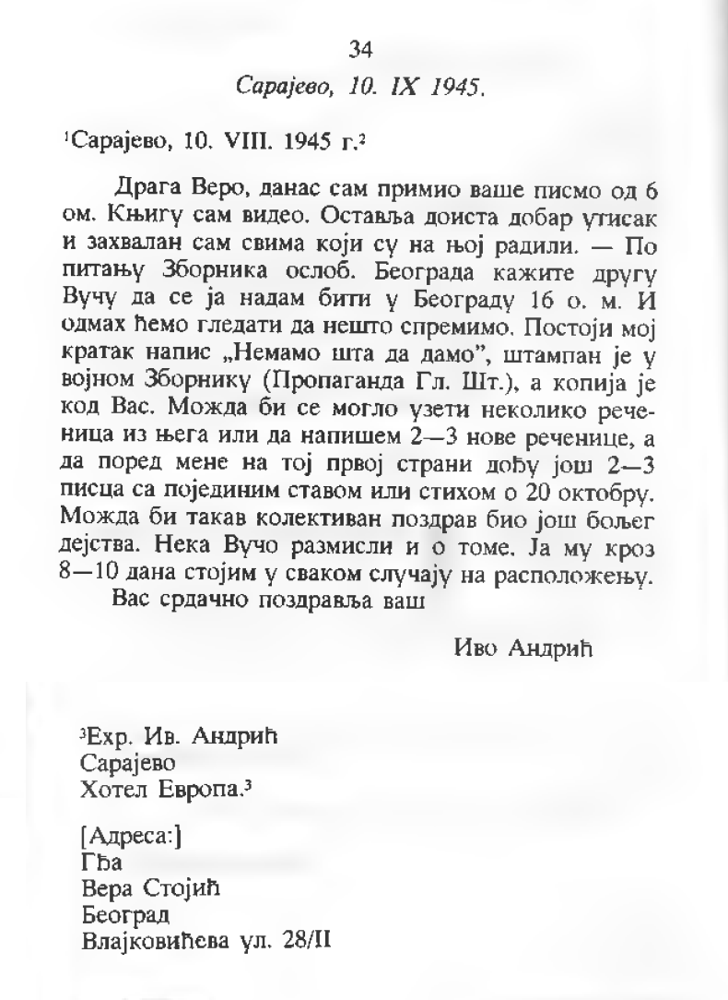 34
Сарајево, 10. IX 1945.
¹Сарајево, 10. VIII. 1945 г.²
Драга Веро, данас сам примио ваше писмо од 6
ом. Књигу сам видео. Оставља доиста добар утисак
и захвалан сам свима који су на њој радили. — По
питању Зборника ослоб. Београда кажите другу
Вучу да се ја надам бити у Београду 16 о. м. И
одмах ћемо гледати да нешто спремимо. Постоји мој
кратак напис „Немамо шта да дамо”, штампан је у
војном Зборнику (Пропаганда Гл. Шт.), а копија је
код Вас. Можда би се могло узети неколико рече-
ница из њега или да напишем 2—3 нове реченице, а
да поред мене на тој првој страни дођу још 2—3
писца са појединим ставом или стихом о 20 октобру.
Можда би такав колективан поздрав био још бољег
дејства. Нека Вучо размисли и о томе. Ја му кроз
8—10 дана стојим у сваком случају на расположењу.
Вас срдачно поздравља ваш
Иво Андрић
³Exp. Ив. Андрић
Сарајево
Хотел Европа.³
[Адреса:]
Гђа
Вера Стојић
Београд
Влајковићева ул. 28/II